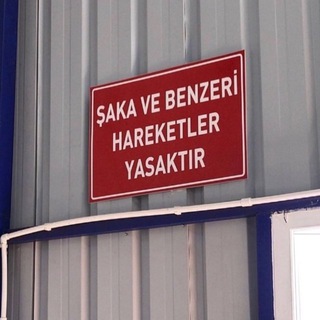 ŞAKA VE BENZERİ
HAREKETLER
YASAKTIR